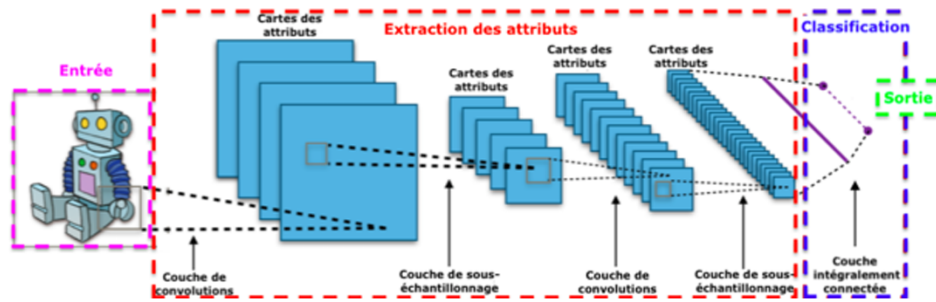 Cartes des
attributs
Extraction des attributs
Classification
Entrée
Cartes des
attributs
Cartes des
attributs
Cartes des
attributs
Sortie
Couche de
convolutions
Couche de sous-
échantillonnage
Couche de
convolutions
Couche de sous-
échantillonnage
Couche
intégralement
connectée